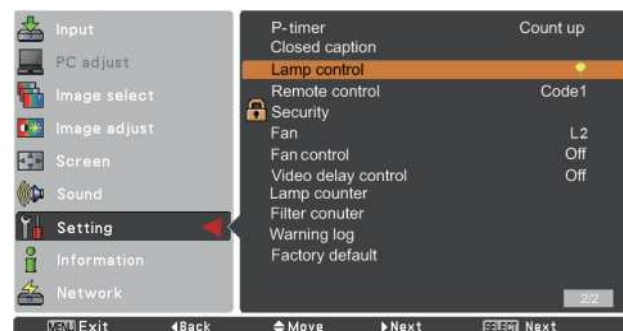 Input
PC adjust
Image select
Image adjust
Screen
Sound
Setting
Information
Network
P-timer Count up
Closed caption
Lamp control
Remote control Code1
Security
Fan L2
Fan control Off
Video delay control Off
Lamp counter
Filter conuter
Warning log
Factory default
2/2
MENU Exit Back Move Next SELECT Next